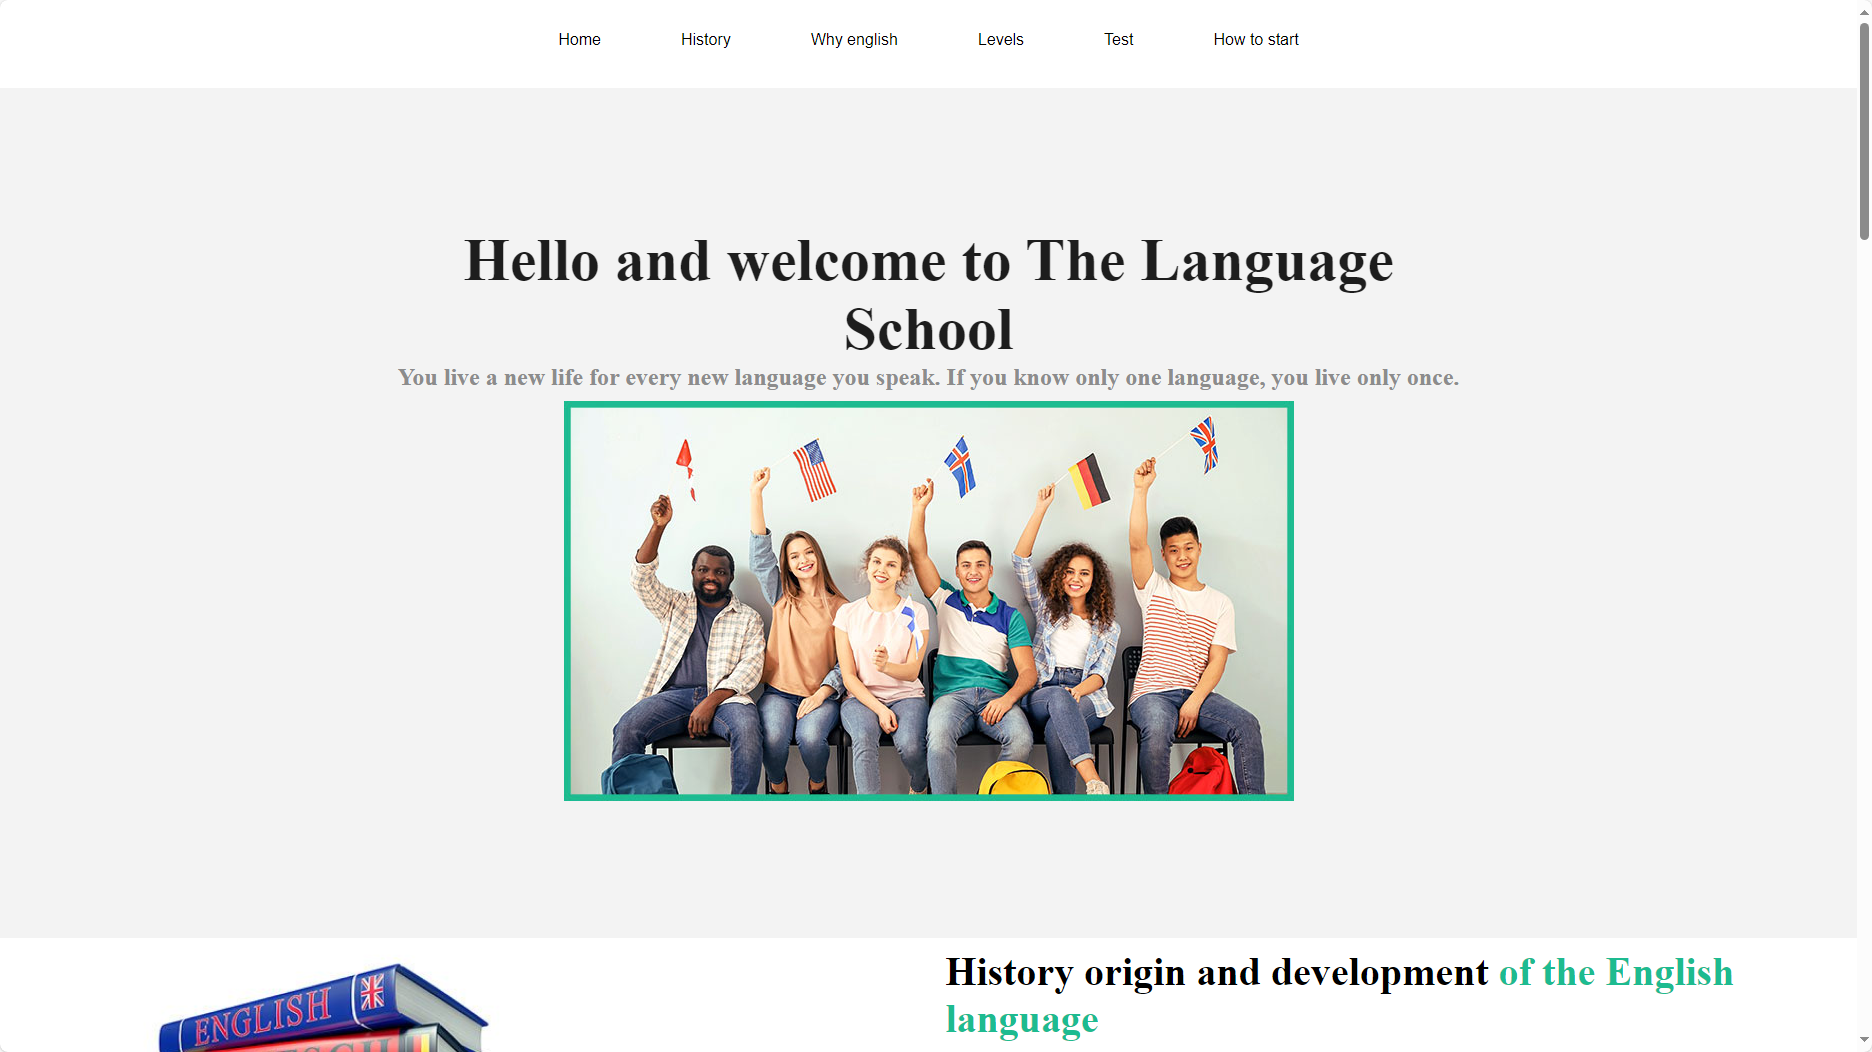 Home History Why english Levels Test How to start
Hello and welcome to The Language
School
You live a new life for every new language you speak. If you know only one language, you live only once.
History origin and development of the English
language
ENGLISH